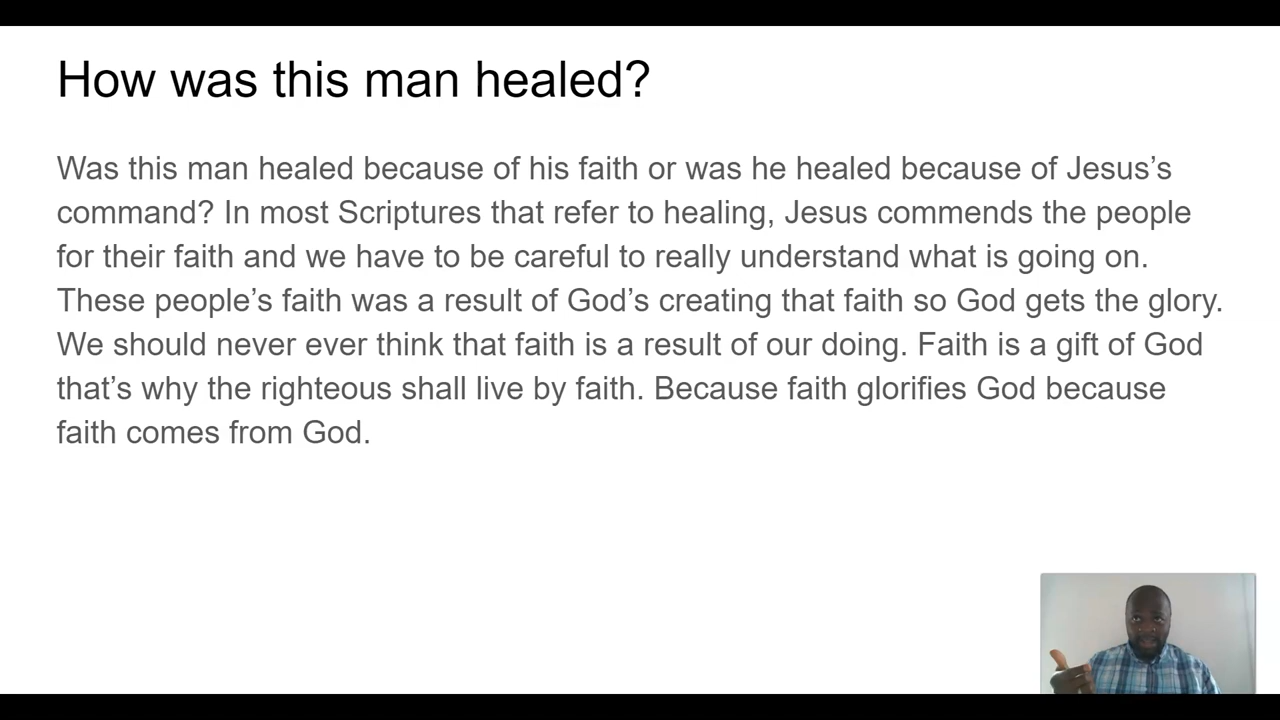 How was this man healed?
Was this man healed because of his faith or was he healed because of Jesus’s
command? In most Scriptures that refer to healing, Jesus commends the people
for their faith and we have to be careful to really understand what is going on.
These people’s faith was a result of God’s creating that faith so God gets the glory.
We should never ever think that faith is a result of our doing. Faith is a gift of God
that’s why the righteous shall live by faith. Because faith glorifies God because
faith comes from God.